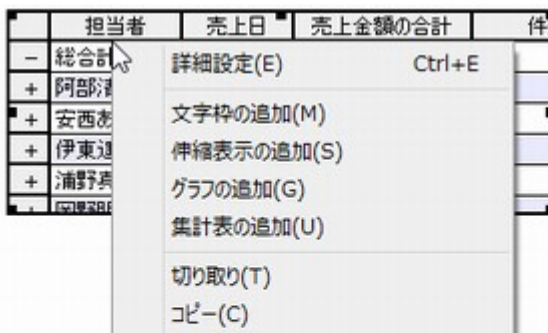 担当者 売上日 売上金額の合計 件
− 総合計
+ 阿部
+ 安西
+ 伊東
+ 浦野
+
詳細設定(E) Ctrl+E
文字枠の追加(M)
伸縮表示の追加(S)
グラフの追加(G)
集計表の追加(U)
切り取り(T)
コピー(C)